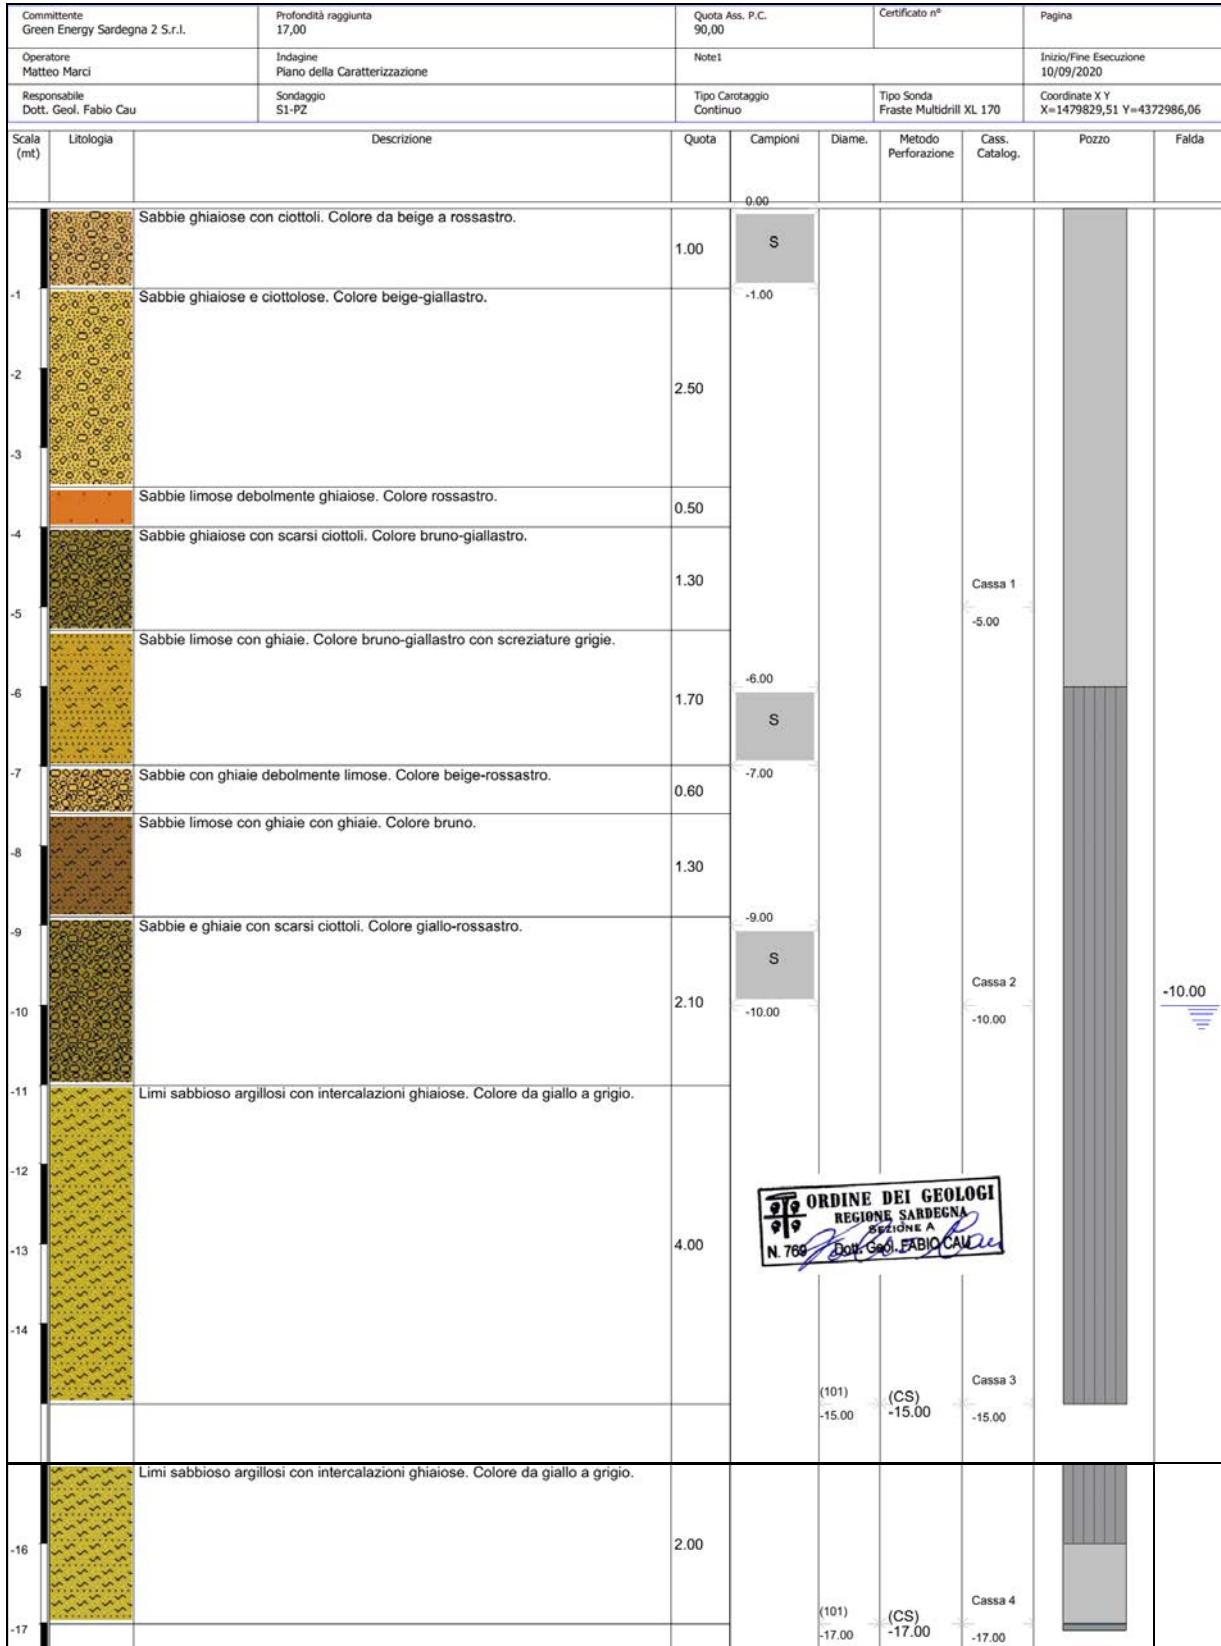 Committente
Green Energy Sardegna 2 S.r.l.
Profondità raggiunta
17,00
Quota Ass. P.C.
90,00
Certificato n°
Pagina
Operatore
Matteo Marci
Indagine
Piano della Caratterizzazione
Note1
Inizio/Fine Esecuzione
10/09/2020
Responsabile
Dott. Geol. Fabio Cau
Sondaggio
S1-PZ
Tipo Carotaggio
Continuo
Tipo Sonda
Fraste Multidrill XL 170
Coordinate X Y
X=1479829,51 Y=4372986,06
Scala
(mt)
Litologia
Descrizione
Quota
Campioni
Diame.
Metodo
Perforazione
Cass.
Catalog.
Pozzo
Falda
0.00
Sabbie ghiaiose con ciottoli. Colore da beige a rossastro.
1.00
S
-1
Sabbie ghiaiose e ciottolose. Colore beige-giallastro.
-1.00
-2
2.50
-3
Sabbie limose debolmente ghiaiose. Colore rossastro.
0.50
-4
Sabbie ghiaiose con scarsi ciottoli. Colore bruno-giallastro.
1.30
Cassa 1
-5
-5.00
Sabbie limose con ghiaie. Colore bruno-giallastro con screziature grigie.
-6.00
-6
1.70
S
-7
Sabbie con ghiaie debolmente limose. Colore beige-rossastro.
-7.00
0.60
Sabbie limose con ghiaie con ghiaie. Colore bruno.
-8
1.30
-9.00
-9
Sabbie e ghiaie con scarsi ciottoli. Colore giallo-rossastro.
S
Cassa 2
2.10
-10.00
-10
-10.00
-10.00
-11
Limi sabbioso argillosi con intercalazioni ghiaiose. Colore da giallo a grigio.
-12
ORDINE DEI GEOLOGI
REGIONE SARDEGNA
SEZIONE A
N. 769 Dott. Geol. FABIO CAU
-13
4.00
-14
Cassa 3
(101)
(CS)
-15.00
-15.00
-15.00
Limi sabbioso argillosi con intercalazioni ghiaiose. Colore da giallo a grigio.
-16
2.00
Cassa 4
(101)
(CS)
-17
-17.00
-17.00
-17.00